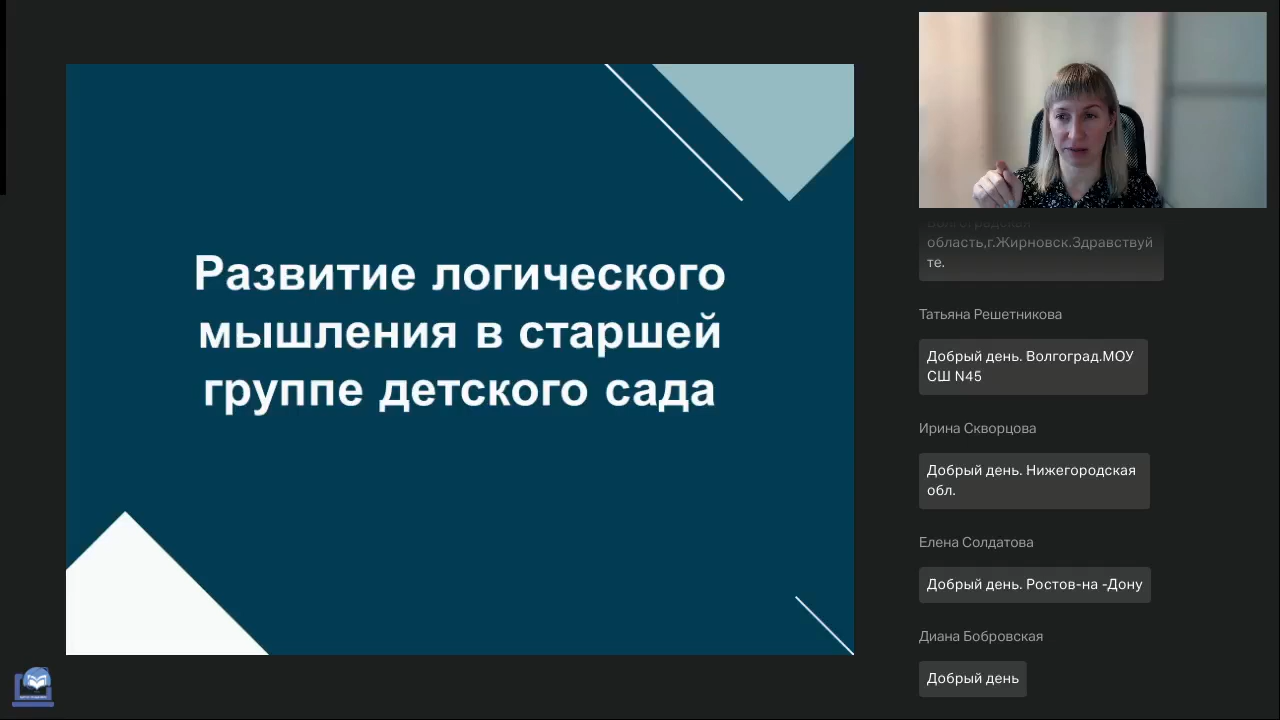 Развитие логического
мышления в старшей
группе детского сада
область,г.Жирновск.Здравствуй
те.
Татьяна Решетникова
Добрый день. Волгоград.МОУ
СШ N45
Ирина Скворцова
Добрый день. Нижегородская
обл.
Елена Солдатова
Добрый день. Ростов-на -Дону
Диана Бобровская
Добрый день